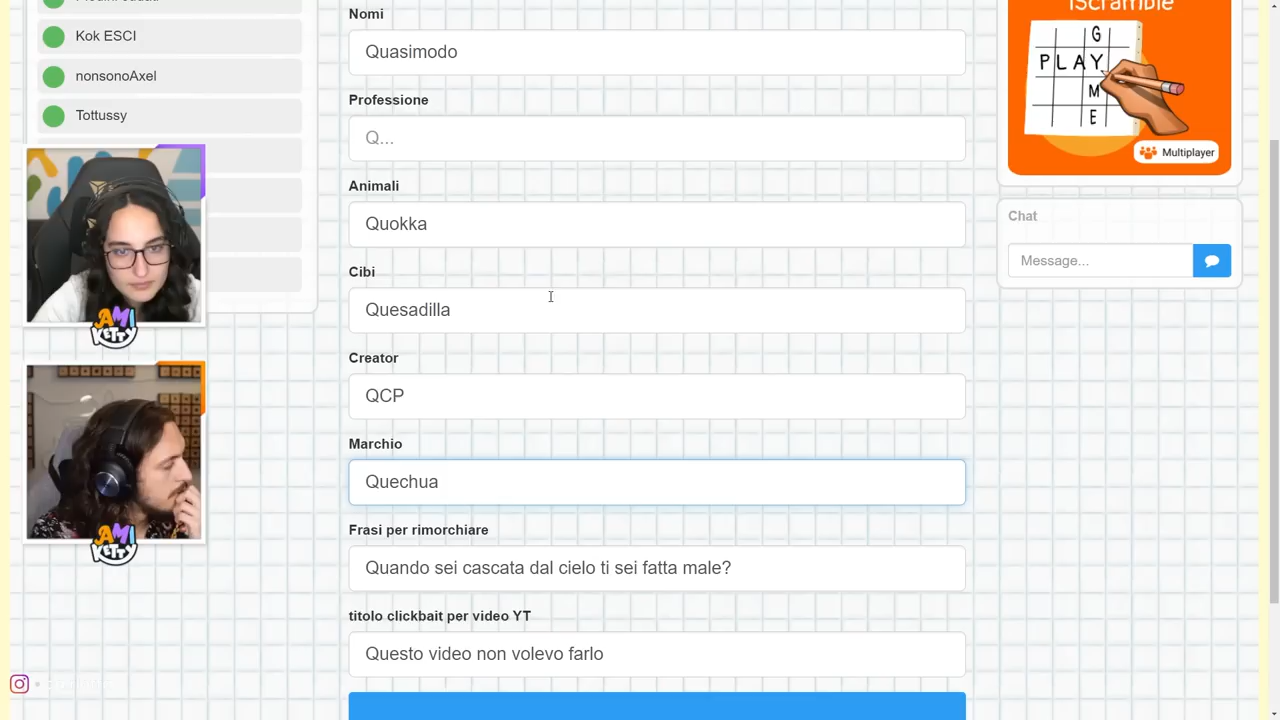 Kok ESCI
nonsonoAxel
Tottussy
Nomi
Quasimodo
Professione
Q...
Animali
Quokka
Cibi
Quesadilla
Creator
QCP
Marchio
Quechua
Frasi per rimorchiare
Quando sei cascata dal cielo ti sei fatta male?
titolo clickbait per video YT
Questo video non volevo farlo
iScramble
G
PLAY
M
E
Multiplayer
Chat
Message...
AMI
KETTY
AMI
KETTY